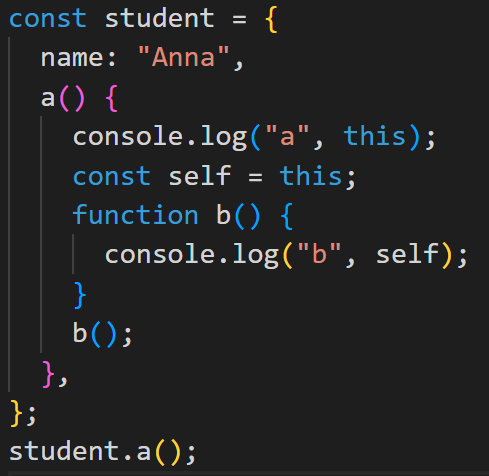 const student = {
  name: "Anna",
  a() {
    console.log("a", this);
    const self = this;
    function b() {
      console.log("b", self);
    }
    b();
  },
};
student.a();